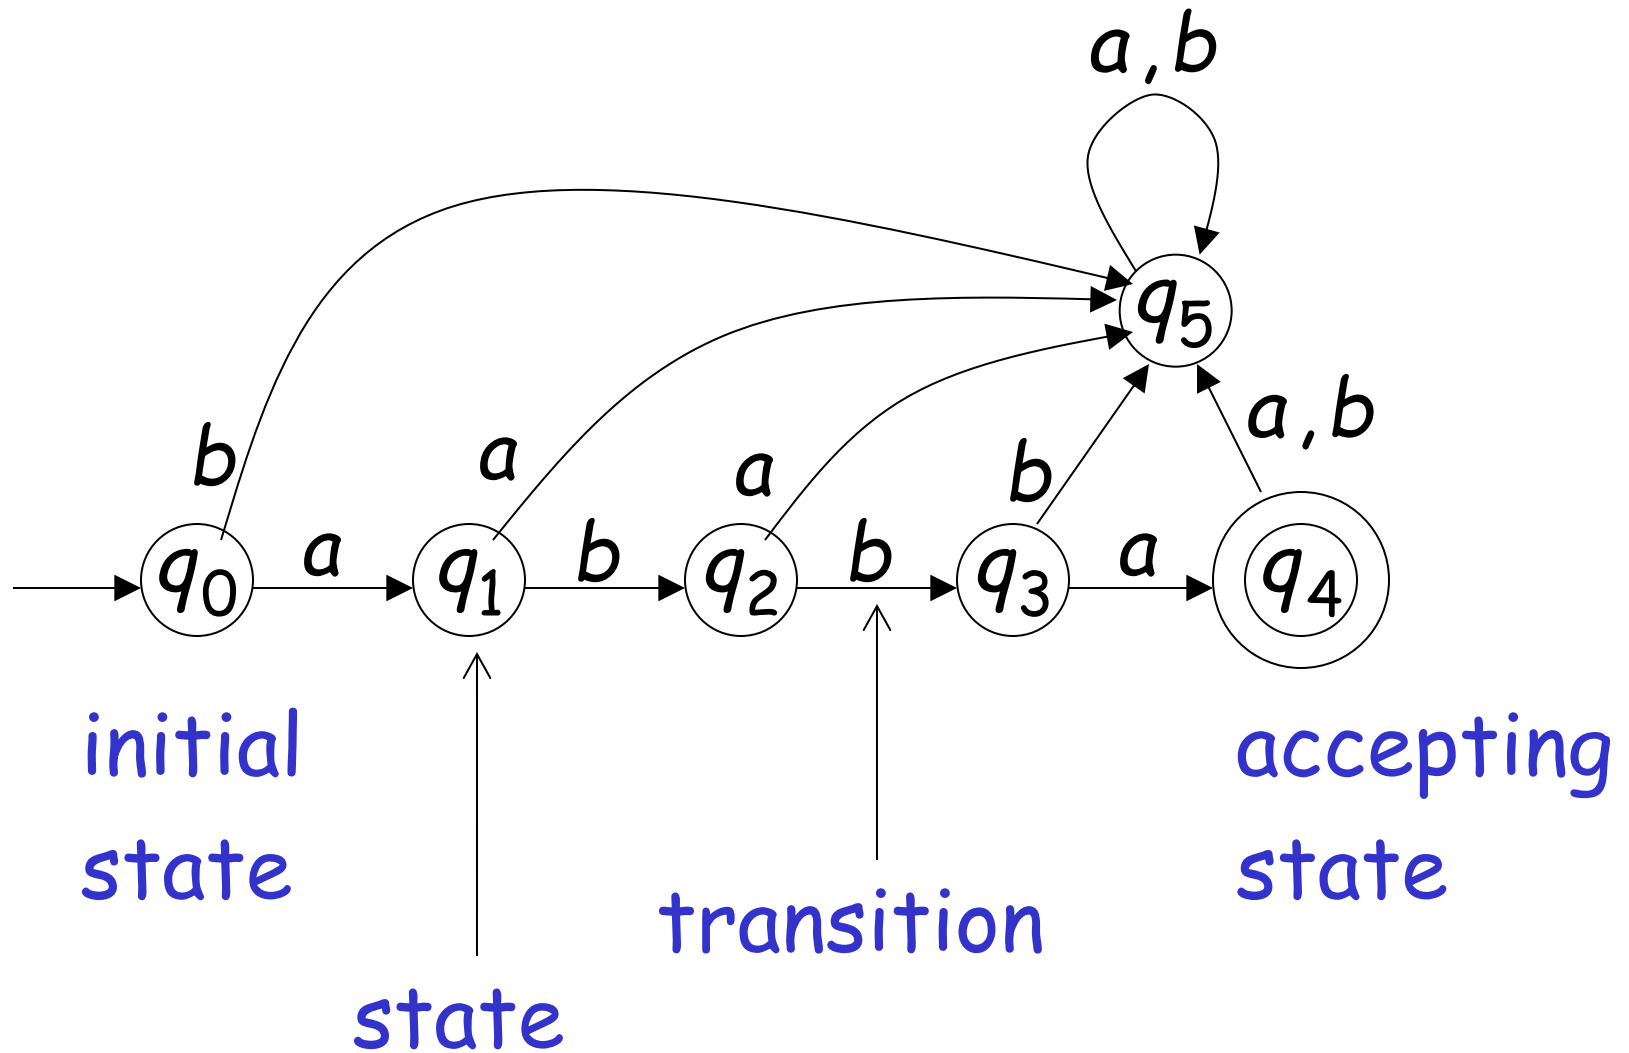 a, b
q5
b
a
a
b
a, b
q0
a
q1
b
q2
b
q3
a
q4
initial
state
accepting
state
transition
state